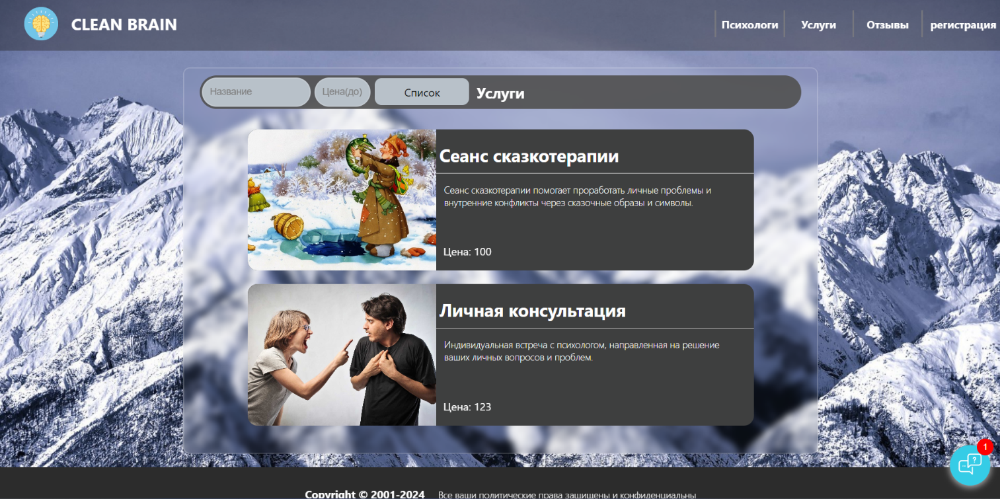 CLEAN BRAIN
Психологи
Услуги
Отзывы
регистрация
Название
Цена(до)
Список
Услуги
Сеанс сказкотерапии
Сеанс сказкотерапии помогает проработать личные проблемы и
внутренние конфликты через сказочные образы и символы.
Цена: 100
Личная консультация
Индивидуальная встреча с психологом, направленная на решение
ваших личных вопросов и проблем.
Цена: 123
1
?
Copyright © 2001-2024 Все ваши политические права защищены и конфиденциальны